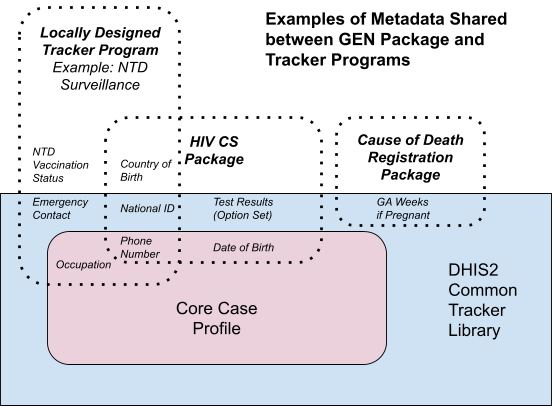 Examples of Metadata Shared
between GEN Package and
Tracker Programs
Locally Designed
Tracker Program
Example: NTD
Surveillance
HIV CS
Package
Cause of Death
Registration
Package
NTD
Vaccination
Status
Country of
Birth
Emergency
Contact
National ID
Test Results
(Option Set)
GA Weeks
if Pregnant
Phone
Number
Date of Birth
Occupation
Core Case
Profile
DHIS2
Common
Tracker
Library